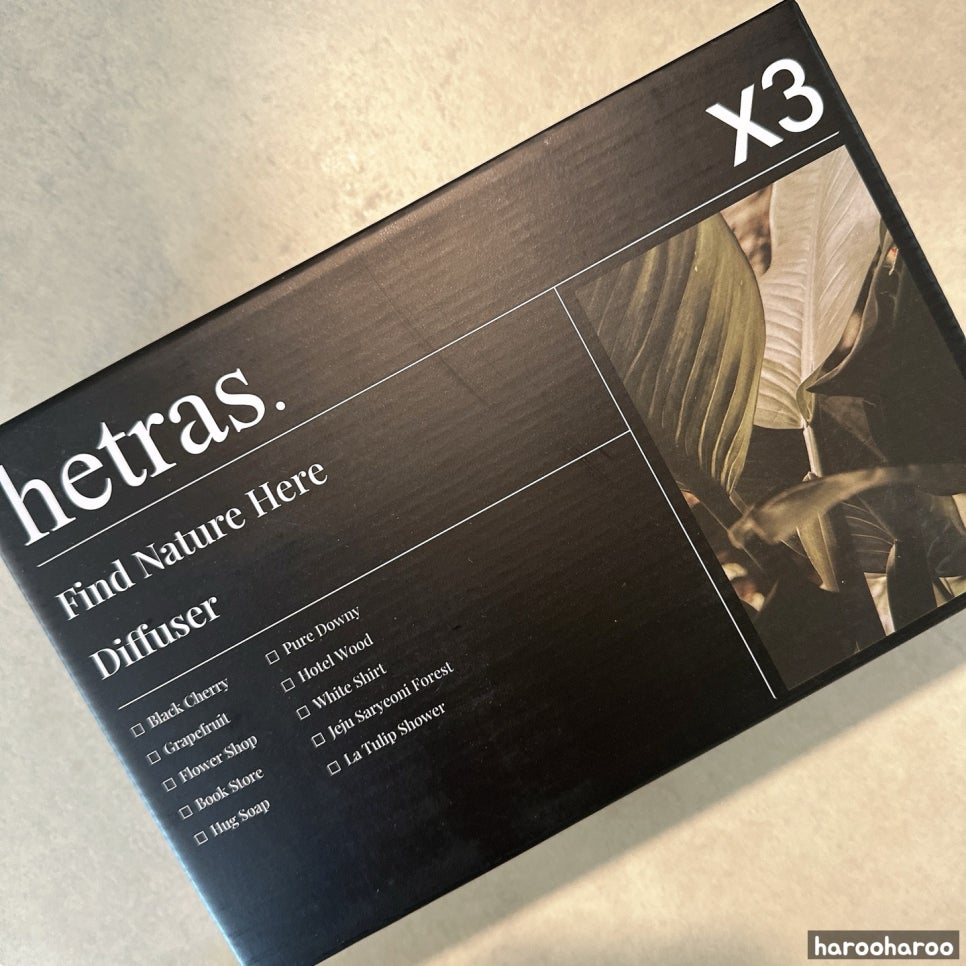 X3
hetras.
Find Nature Here
Diffuser
☐ Black Cherry
☐ Grapefruit
☐ Flower Shop
☐ Book Store
☐ Hug Soap
☐ Pure Downy
☐ Hotel Wood
☐ White Shirt
☐ Jeju Saryeoni Forest
☐ La Tulip Shower
harooharoo